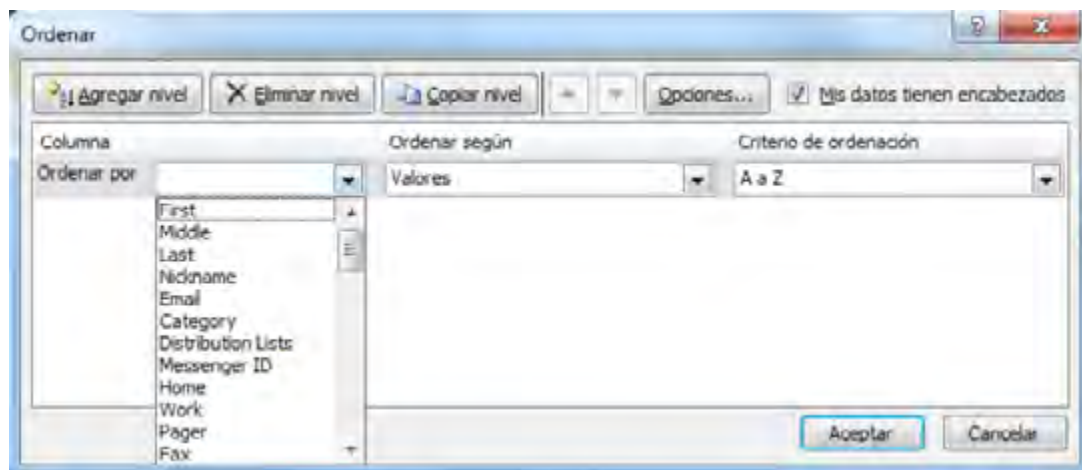 Ordenar
Agregar nivel Eliminar nivel Copiar nivel Opciones... Mis datos tienen encabezados
Columna Ordenar según Criterio de ordenación
Ordenar por Valores A a Z
First
Middle
Last
Nickname
Email
Category
Distribution Lists
Messenger ID
Home
Work
Pager
Fax
Aceptar Cancelar